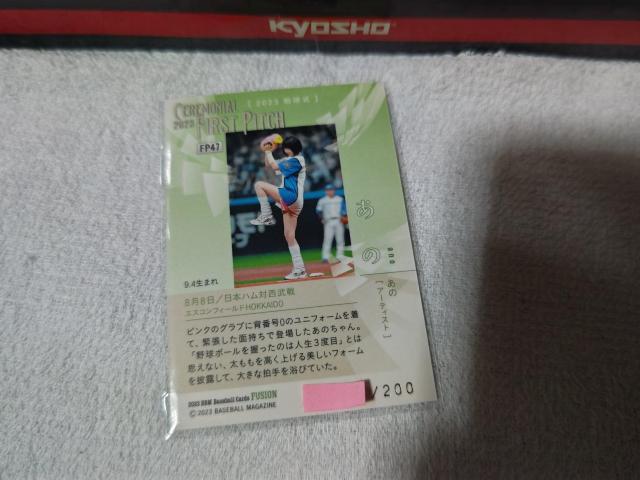 KYOSHO
CEREMONIAL
2023 FIRST PITCH
[ 2023 始球式 ]
FP47
あの
ano
あの
[アーティスト]
9.4生まれ
8月8日/日本ハム対西武戦
エスコンフィールドHOKKAIDO
ピンクのグラブに背番号0のユニフォームを着
て、緊張した面持ちで登場したあのちゃん。
「野球ボールを握ったのは人生3度目」とは
思えない、太ももを高く上げる美しいフォーム
を披露して、大きな拍手を浴びていた。
2023 BBM Baseball Cards FUSION
©2023 BASEBALL MAGAZINE
/200